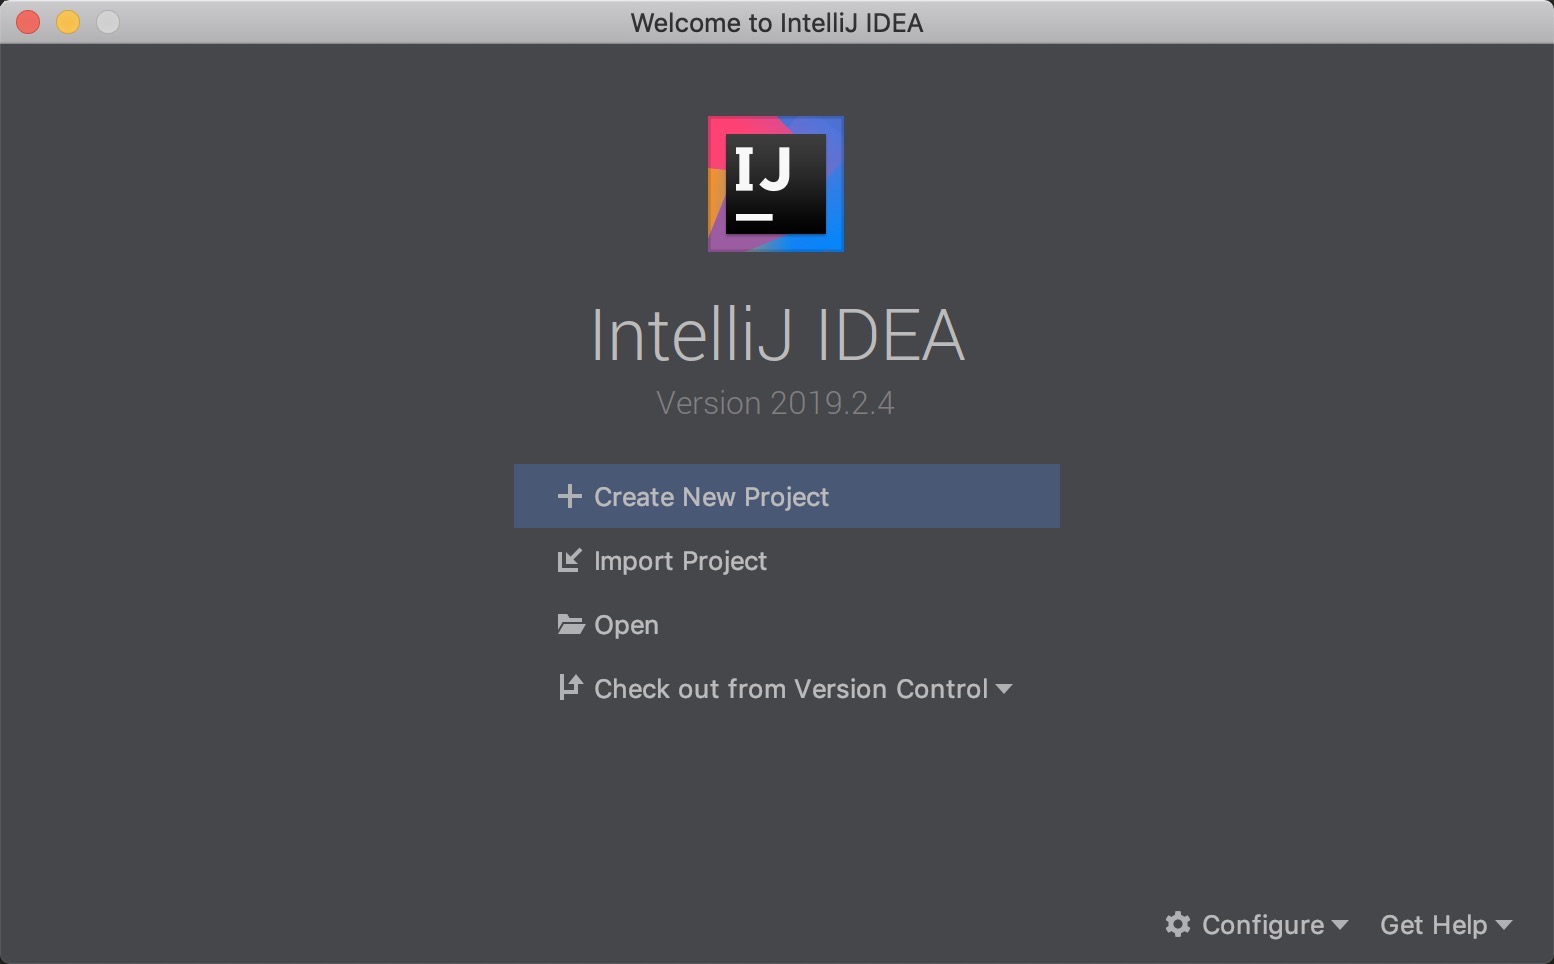 Welcome to IntelliJ IDEA
IJ
IntelliJ IDEA
Version 2019.2.4
Create New Project
Import Project
Open
Check out from Version Control
Configure
Get Help